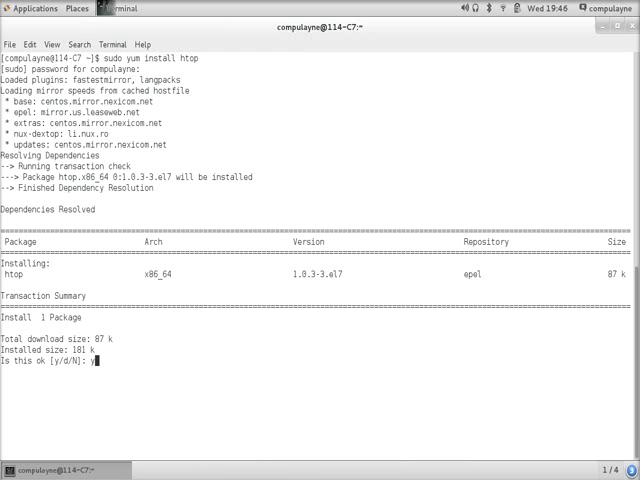 Applications Places Terminal Wed 19:46 compulayne
compulayne@114-C7:~
File Edit View Search Terminal Help
[compulayne@114-C7 ~]$ sudo yum install htop
[sudo] password for compulayne:
Loaded plugins: fastestmirror, langpacks
Loading mirror speeds from cached hostfile
* base: centos.mirror.nexicom.net
* epel: mirror.us.leaseweb.net
* extras: centos.mirror.nexicom.net
* nux-dextop: li.nux.ro
* updates: centos.mirror.nexicom.net
Resolving Dependencies
--> Running transaction check
---> Package htop.x86_64 0:1.0.3-3.el7 will be installed
--> Finished Dependency Resolution
Dependencies Resolved
================================================================================
Package Arch Version Repository Size
================================================================================
Installing:
htop x86_64 1.0.3-3.el7 epel 87 k
Transaction Summary
================================================================================
Install 1 Package
Total download size: 87 k
Installed size: 181 k
Is this ok [y/d/N]: y
compulayne@114-C7:~ 1 / 4 3